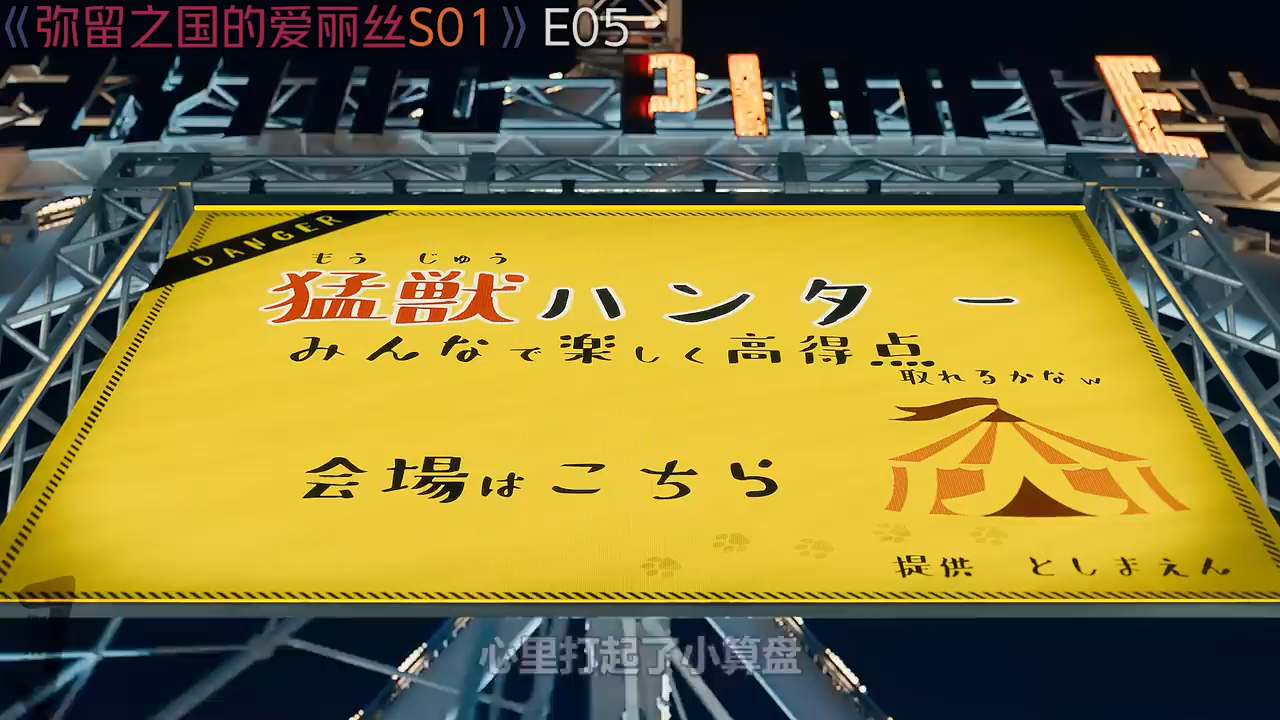 《弥留之国的爱丽丝S01》E05
DANGER
もうじゅう
猛獣ハンター
みんなで楽しく高得点
取れるかなw
会場はこちら
提供 としまえん
心里打起了小算盘